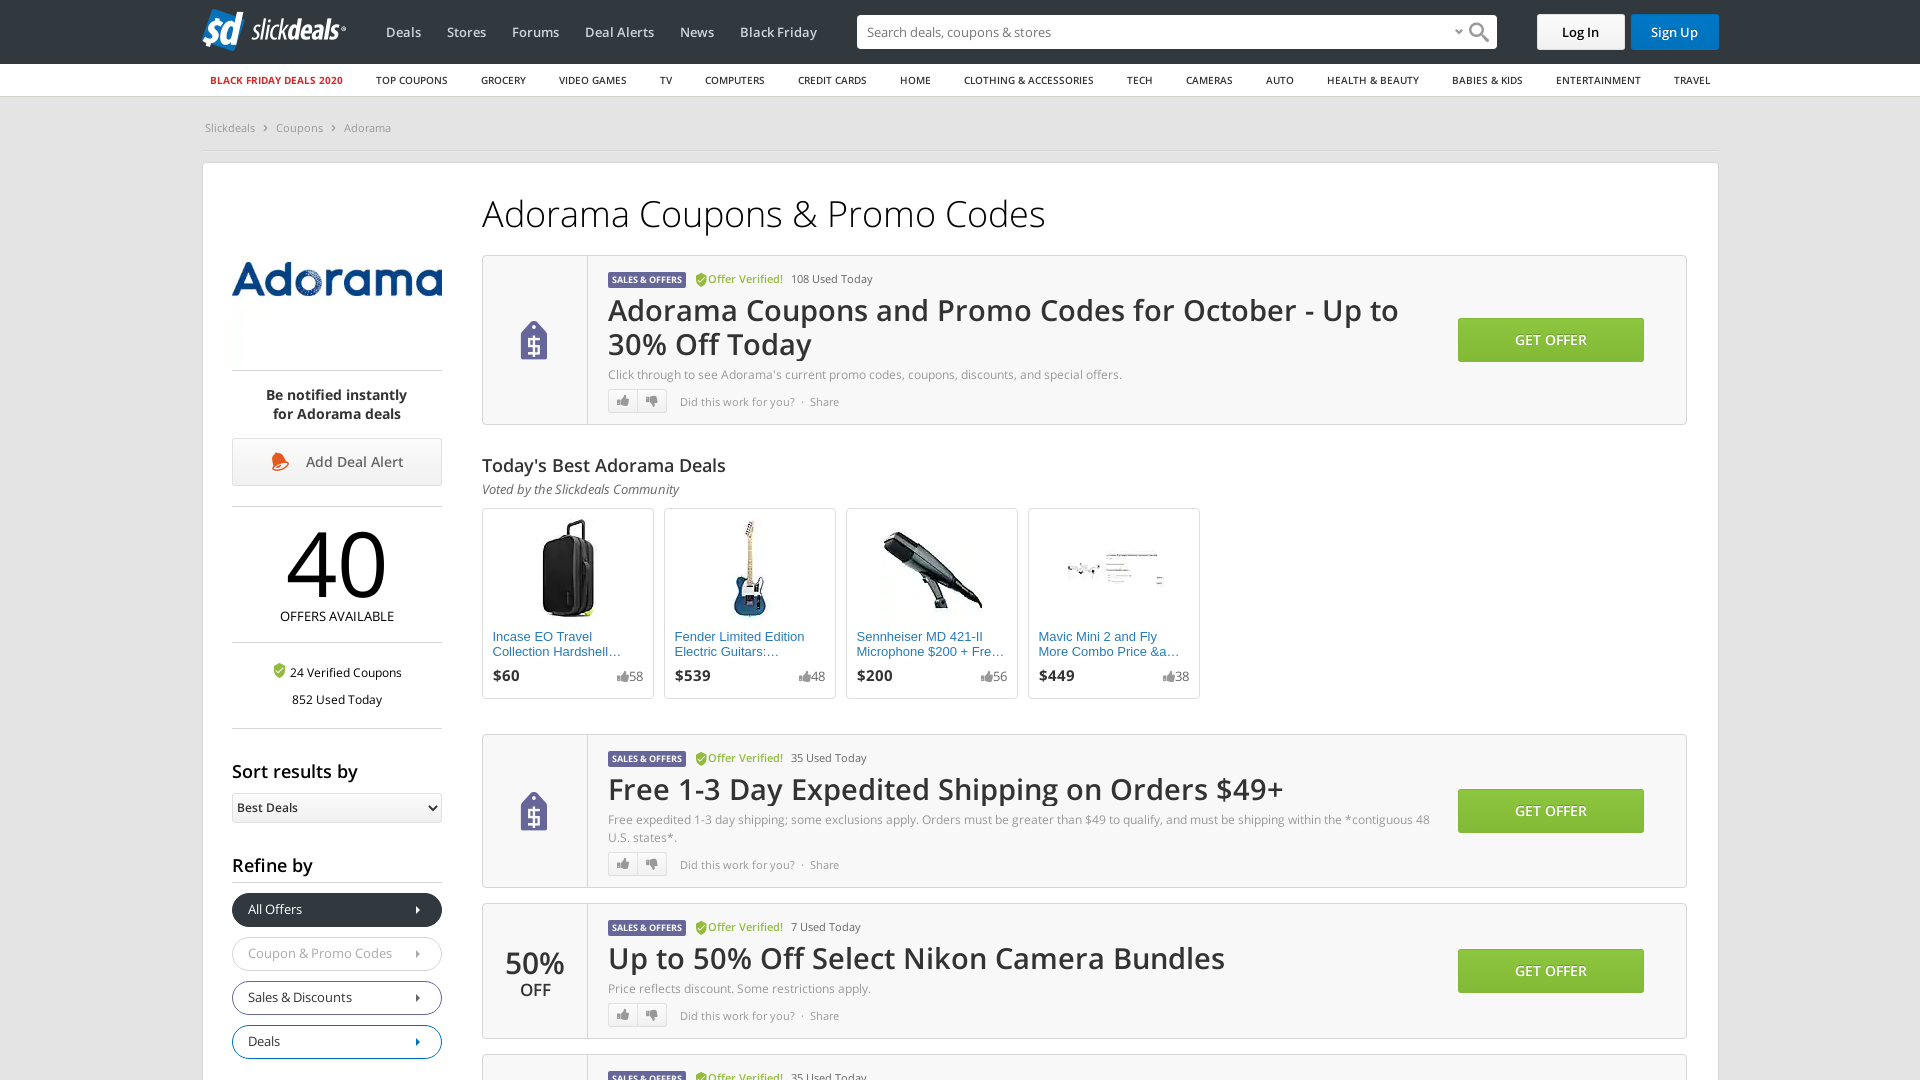 sd slickdeals
Deals
Stores
Forums
Deal Alerts
News
Black Friday
Search deals, coupons & stores
Log In
Sign Up
BLACK FRIDAY DEALS 2020
TOP COUPONS
GROCERY
VIDEO GAMES
TV
COMPUTERS
CREDIT CARDS
HOME
CLOTHING & ACCESSORIES
TECH
CAMERAS
AUTO
HEALTH & BEAUTY
BABIES & KIDS
ENTERTAINMENT
TRAVEL
Slickdeals › Coupons › Adorama
Adorama
Be notified instantly
for Adorama deals
Add Deal Alert
40
OFFERS AVAILABLE
24 Verified Coupons
852 Used Today
Sort results by
Best Deals
Refine by
All Offers
Coupon & Promo Codes
Sales & Discounts
Deals
Adorama Coupons & Promo Codes
SALES & OFFERS Offer Verified! 108 Used Today
Adorama Coupons and Promo Codes for October - Up to
30% Off Today
Click through to see Adorama's current promo codes, coupons, discounts, and special offers.
Did this work for you? · Share
GET OFFER
Today's Best Adorama Deals
Voted by the Slickdeals Community
Incase EO Travel
Collection Hardshell…
$60 58
Fender Limited Edition
Electric Guitars:…
$539 48
Sennheiser MD 421-II
Microphone $200 + Fre…
$200 56
Mavic Mini 2 and Fly
More Combo Price &a…
$449 38
SALES & OFFERS Offer Verified! 35 Used Today
$
Free 1-3 Day Expedited Shipping on Orders $49+
Free expedited 1-3 day shipping; some exclusions apply. Orders must be greater than $49 to qualify, and must be shipping within the *contiguous 48
U.S. states*.
Did this work for you? · Share
GET OFFER
50%
OFF
SALES & OFFERS Offer Verified! 7 Used Today
Up to 50% Off Select Nikon Camera Bundles
Price reflects discount. Some restrictions apply.
Did this work for you? · Share
GET OFFER
SALES & OFFERS Offer Verified! 35 Used Today